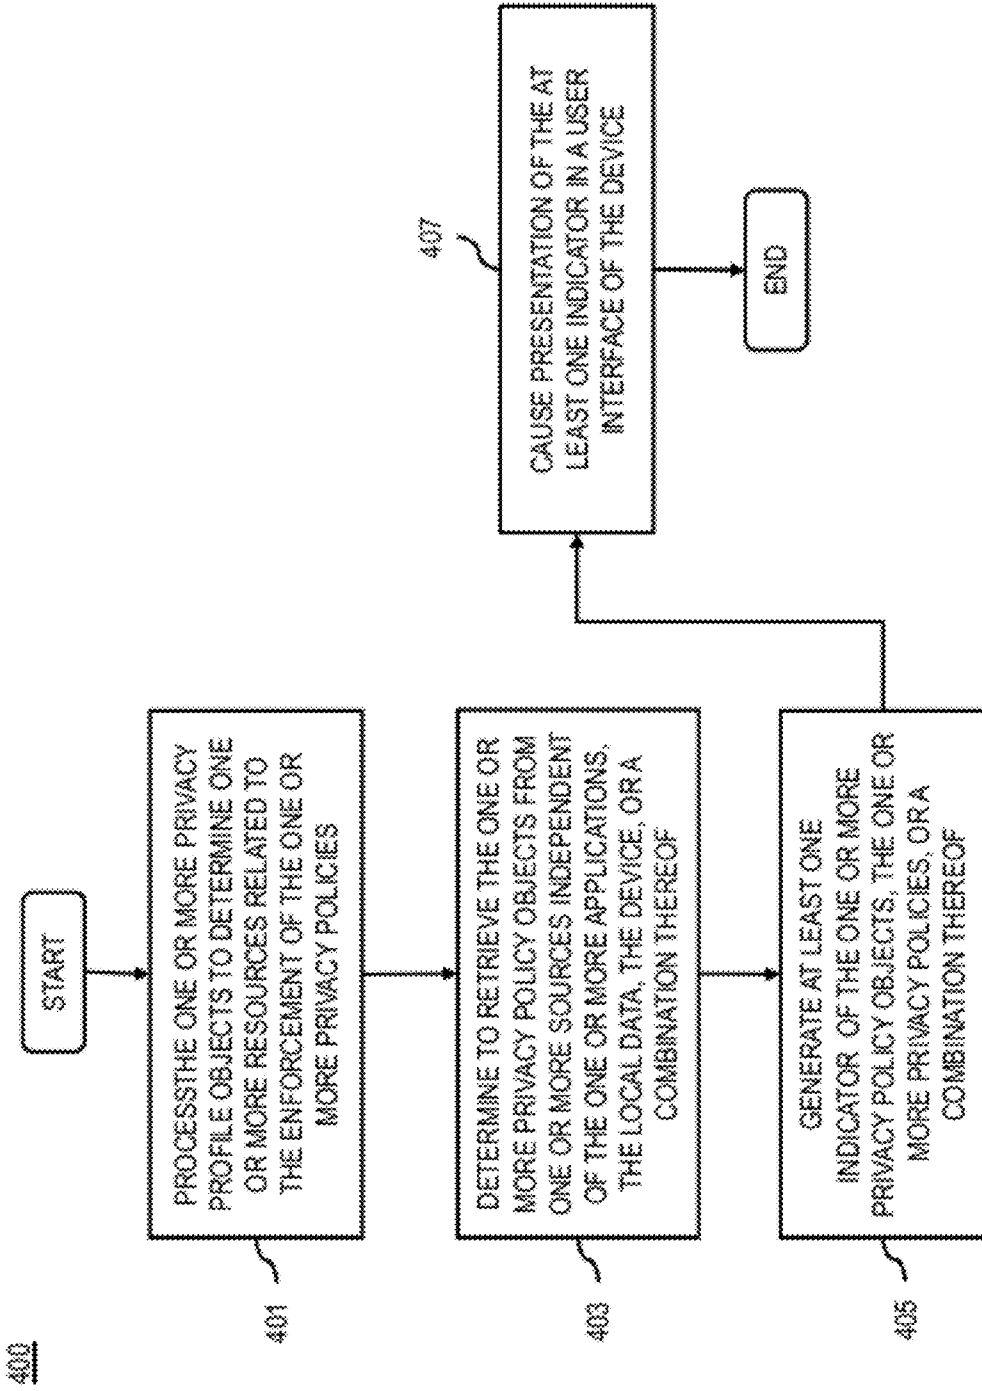 400
START
401
PROCESSTHE ONE OR MORE PRIVACY
PROFILE OBJECTS TO DETERMINE ONE
OR MORE RESOURCES RELATED TO
THE ENFORCEMENT OF THE ONE OR
MORE PRIVACY POLICIES
403
DETERMINE TO RETRIEVE THE ONE OR
MORE PRIVACY POLICY OBJECTS FROM
ONE OR MORE SOURCES INDEPENDENT
OF THE ONE OR MORE APPLICATIONS,
THE LOCAL DATA, THE DEVICE, OR A
COMBINATION THEREOF
405
GENERATE AT LEAST ONE
INDICATOR OF THE ONE OR MORE
PRIVACY POLICY OBJECTS, THE ONE OR
MORE PRIVACY POLICIES, OR A
COMBINATION THEREOF
407
CAUSE PRESENTATION OF THE AT
LEAST ONE INDICATOR IN A USER
INTERFACE OF THE DEVICE
END